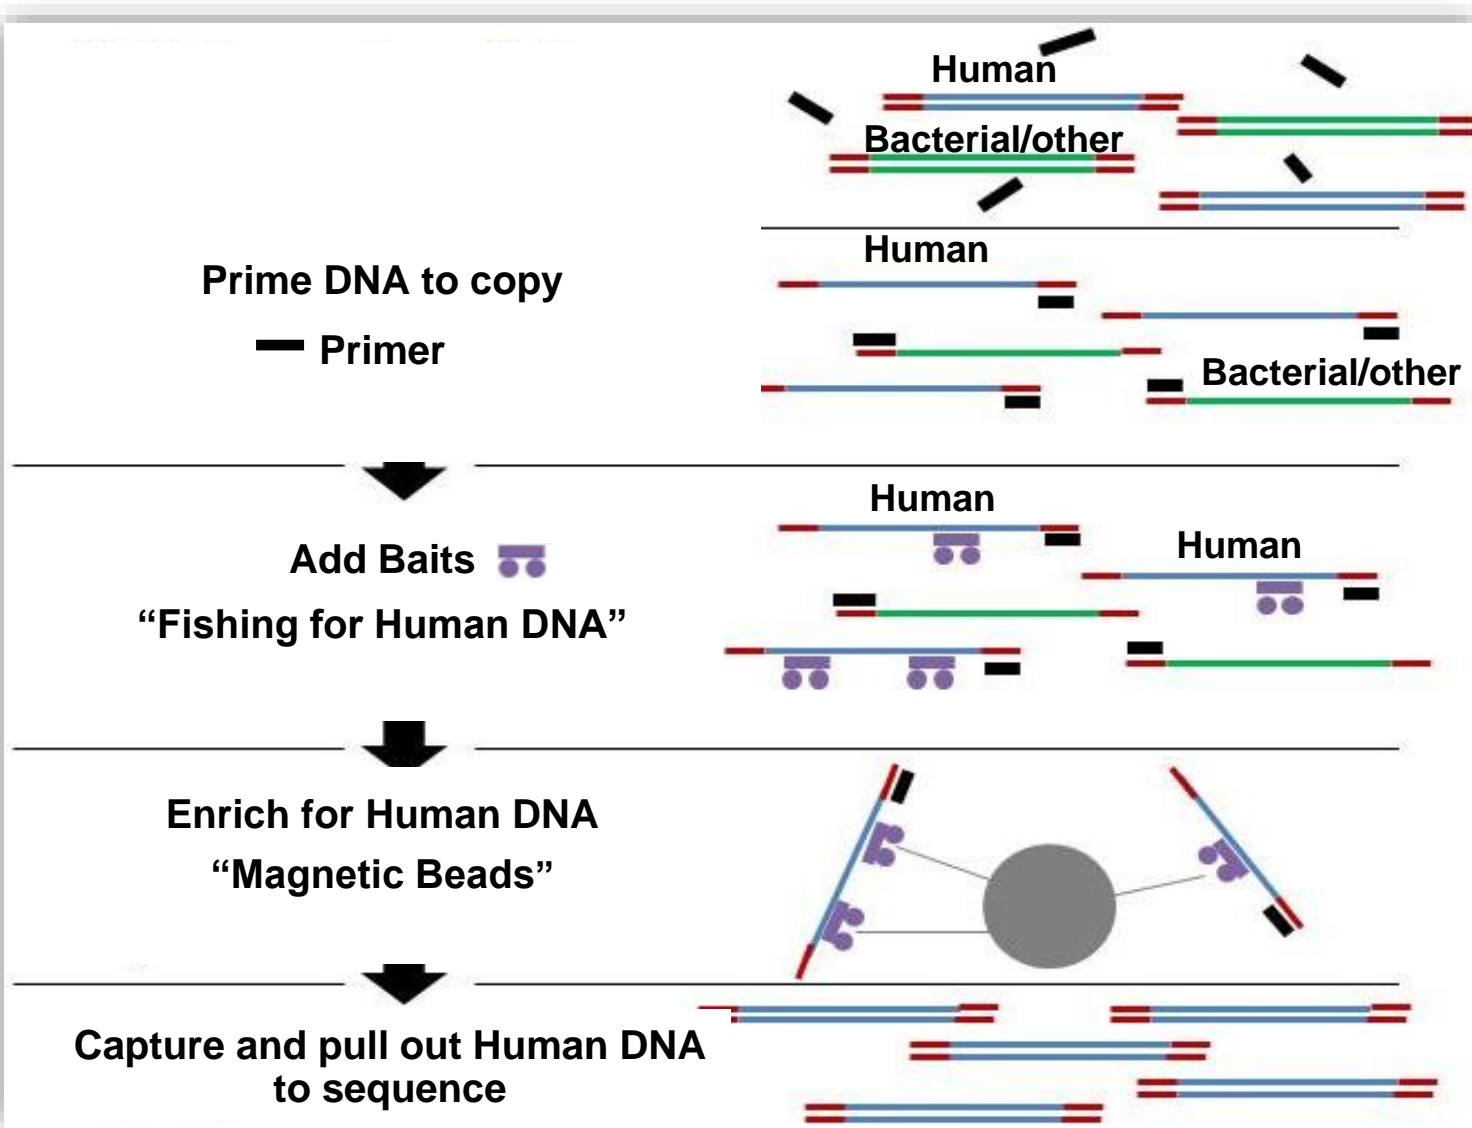 Human
Bacterial/other
Human
Prime DNA to copy
Primer
Bacterial/other
Human
Human
Add Baits
“Fishing for Human DNA”
Enrich for Human DNA
“Magnetic Beads”
Capture and pull out Human DNA
to sequence